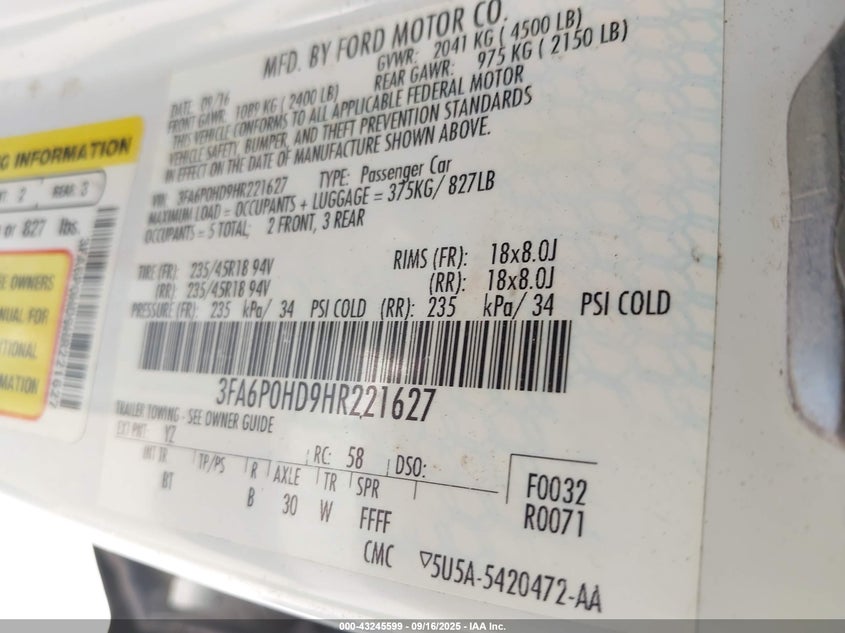 MFD. BY FORD MOTOR CO.
DATE 09/16 GVWR: 2041 KG ( 4500 LB)
FRONT GAWR: 1089 KG ( 2400 LB) REAR GAWR: 975 KG ( 2150 LB)
THIS VEHICLE CONFORMS TO ALL APPLICABLE FEDERAL MOTOR
VEHICLE SAFETY, BUMPER, AND THEFT PREVENTION STANDARDS
IN EFFECT ON THE DATE OF MANUFACTURE SHOWN ABOVE.
VIN: 3FA6P0HD9HR221627 TYPE: Passenger Car
MAXIMUM LOAD = OCCUPANTS + LUGGAGE = 375KG/ 827LB
OCCUPANTS = 5 TOTAL; 2 FRONT, 3 REAR
TIRE (FR): 235/45R18 94V RIMS (FR): 18x8.0J
(RR): 235/45R18 94V (RR): 18x8.0J
PRESSURE (FR): 235 kPa/ 34 PSI COLD (RR): 235 kPa/ 34 PSI COLD
3FA6P0HD9HR221627
TRAILER TOWING - SEE OWNER GUIDE
EXT PNT: YZ RC: 58 DSO:
INT TR TP/PS R AXLE TR SPR
BT B 30 W FFFF
F0032
R0071
CMC ▽5U5A-5420472-AA
INFORMATION
2 REAR 3
or 827 lbs.
OWNERS
FOR
000-43245599 - 09/16/2025 - IAA Inc.